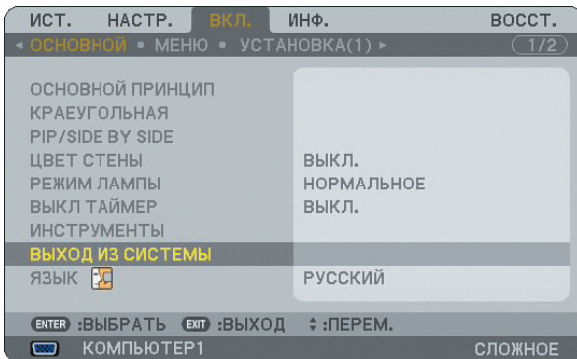 ИСТ. НАСТР. ВКЛ. ИНФ. ВОССТ.
ОСНОВНОЙ • МЕНЮ • УСТАНОВКА(1) 1/2
ОСНОВНОЙ ПРИНЦИП
КРАЕУГОЛЬНАЯ
PIP/SIDE BY SIDE
ЦВЕТ СТЕНЫ ВЫКЛ.
РЕЖИМ ЛАМПЫ НОРМАЛЬНОЕ
ВЫКЛ ТАЙМЕР ВЫКЛ.
ИНСТРУМЕНТЫ
ВЫХОД ИЗ СИСТЕМЫ
ЯЗЫК РУССКИЙ
ENTER :ВЫБРАТЬ EXIT :ВЫХОД :ПЕРЕМ.
КОМПЬЮТЕР1 СЛОЖНОЕ